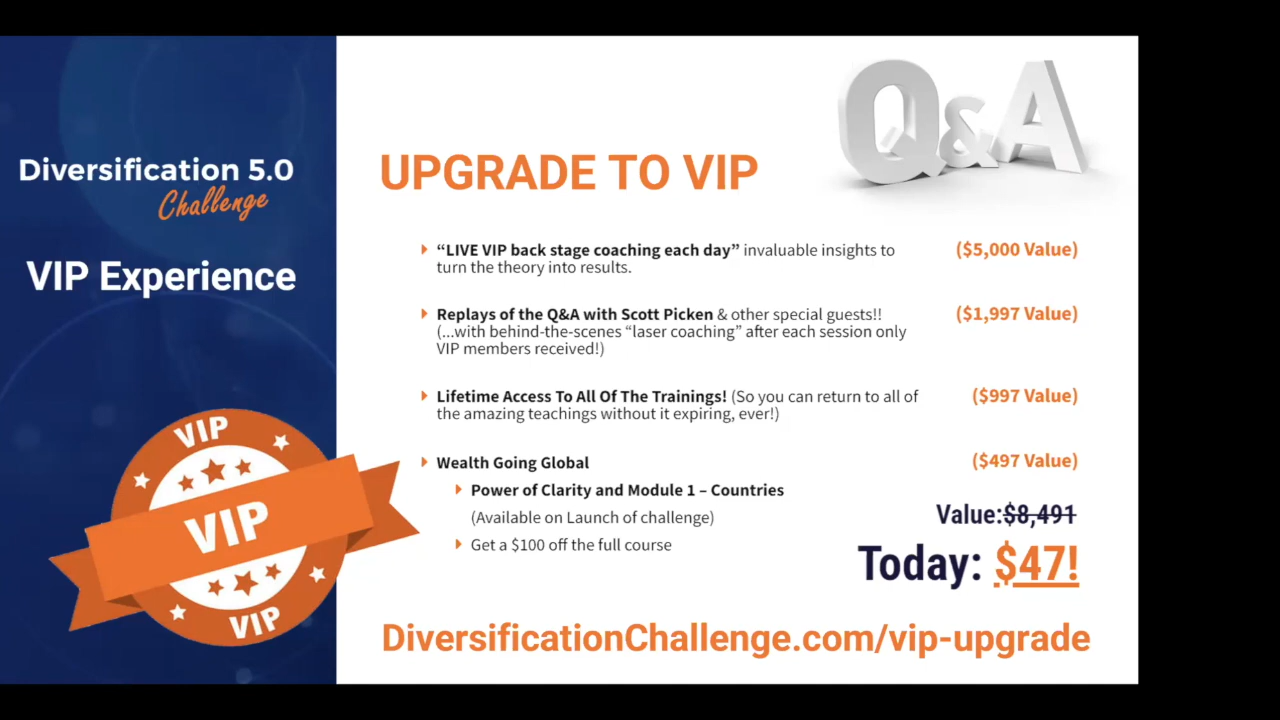 Diversification 5.0
Challenge
VIP Experience
VIP
VIP
VIP
Q&A
UPGRADE TO VIP
“LIVE VIP back stage coaching each day” invaluable insights to
turn the theory into results.
($5,000 Value)
Replays of the Q&A with Scott Picken & other special guests!!
(...with behind-the-scenes “laser coaching” after each session only
VIP members received!)
($1,997 Value)
Lifetime Access To All Of The Trainings! (So you can return to all of
the amazing teachings without it expiring, ever!)
($997 Value)
Wealth Going Global
($497 Value)
Power of Clarity and Module 1 – Countries
(Available on Launch of challenge)
Get a $100 off the full course
Value:$8,491
Today: $47!
DiversificationChallenge.com/vip-upgrade